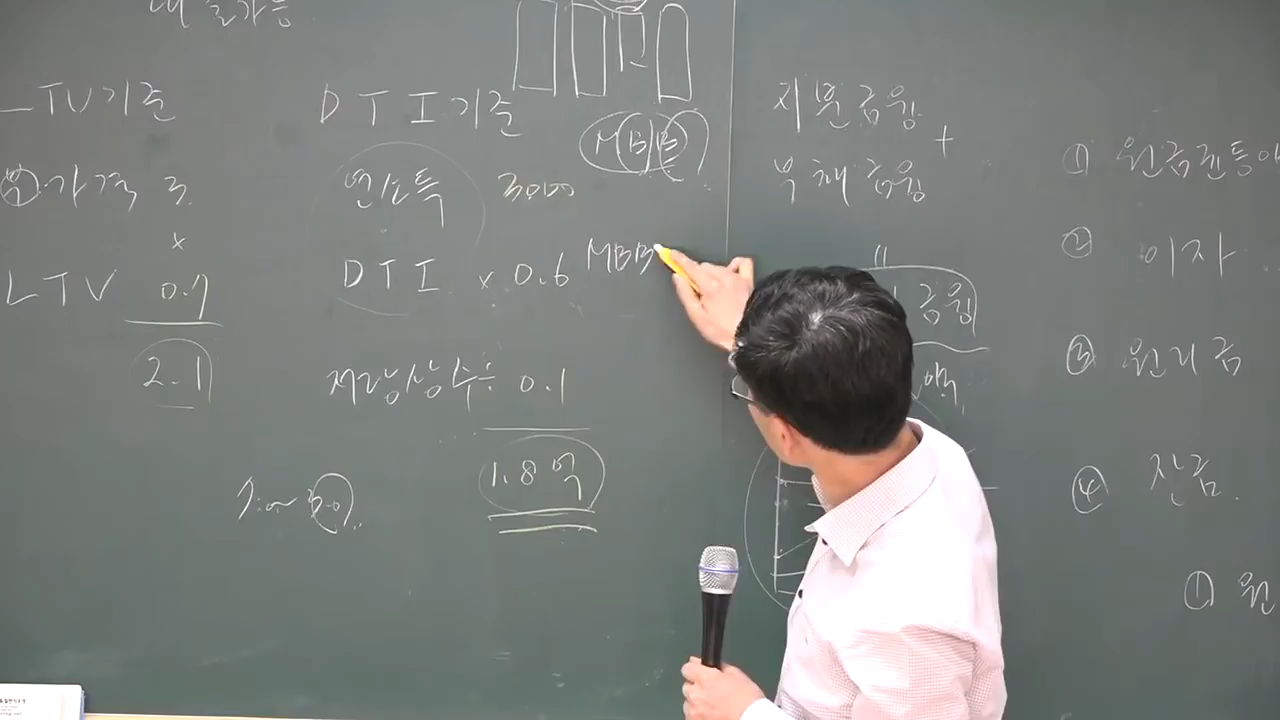 LTV기준
가격 3.
x
LTV 0.7
2.1
DTI기준
연소득 3000
DTI x 0.6
저당상수 0.1
1.8억
MBB
MBB
지분금융
+
부채금융
금융
① 원금균등
② 이자
③ 원리금
④ 잔금.
① 원